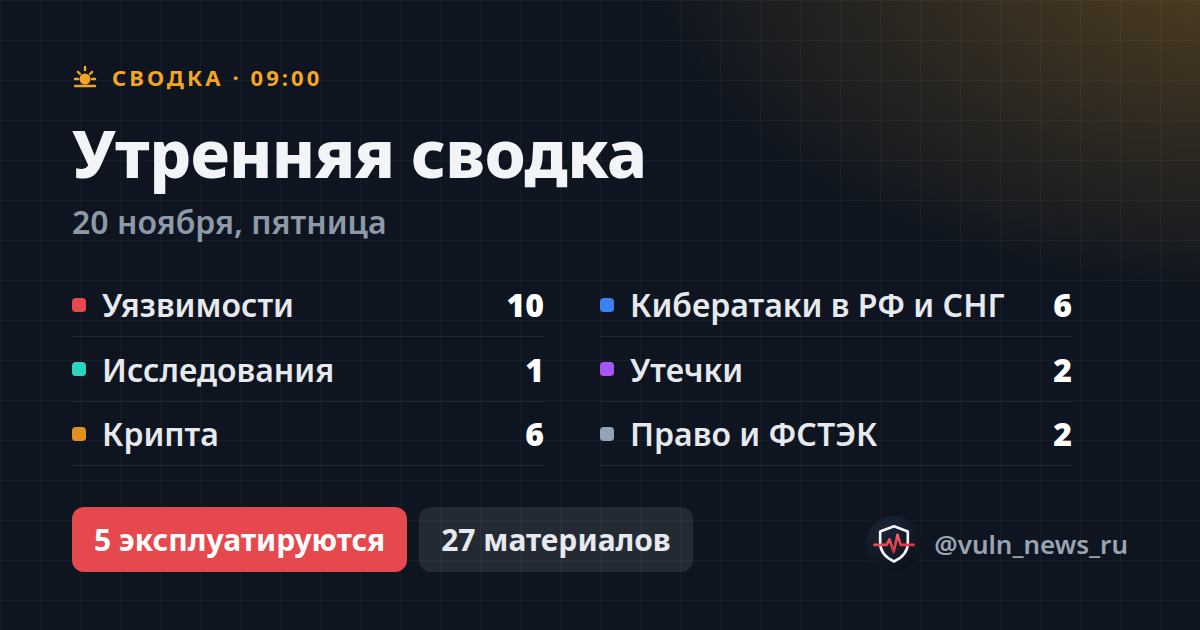 СВОДКА · 09:00
Утренняя сводка
20 ноября, пятница
Уязвимости 10
Кибератаки в РФ и СНГ 6
Исследования 1
Утечки 2
Крипта 6
Право и ФСТЭК 2
5 эксплуатируются
27 материалов
@vuln_news_ru